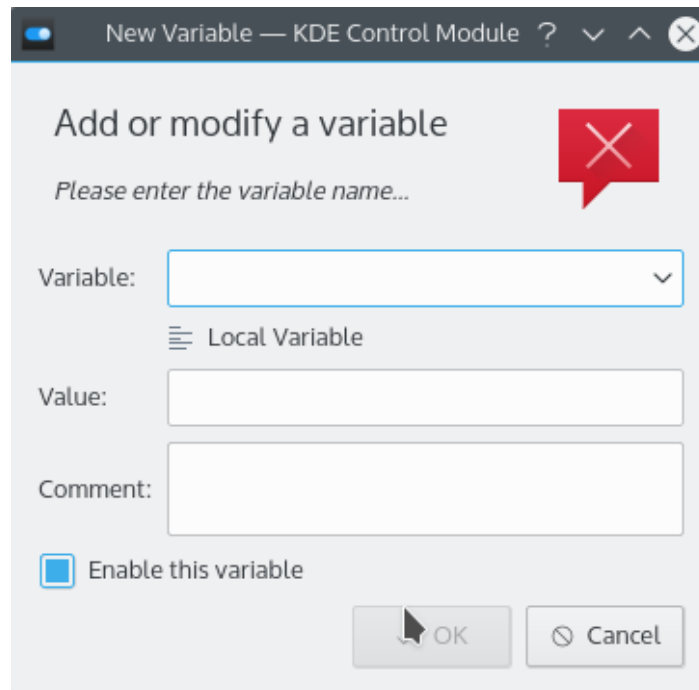 New Variable — KDE Control Module ?
Add or modify a variable
Please enter the variable name...
Variable:
Local Variable
Value:
Comment:
Enable this variable
OK Cancel